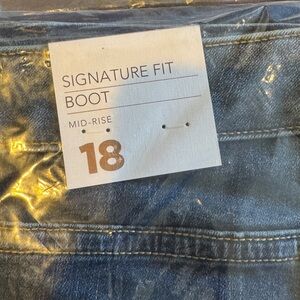 SIGNATURE FIT
BOOT
MID-RISE
18